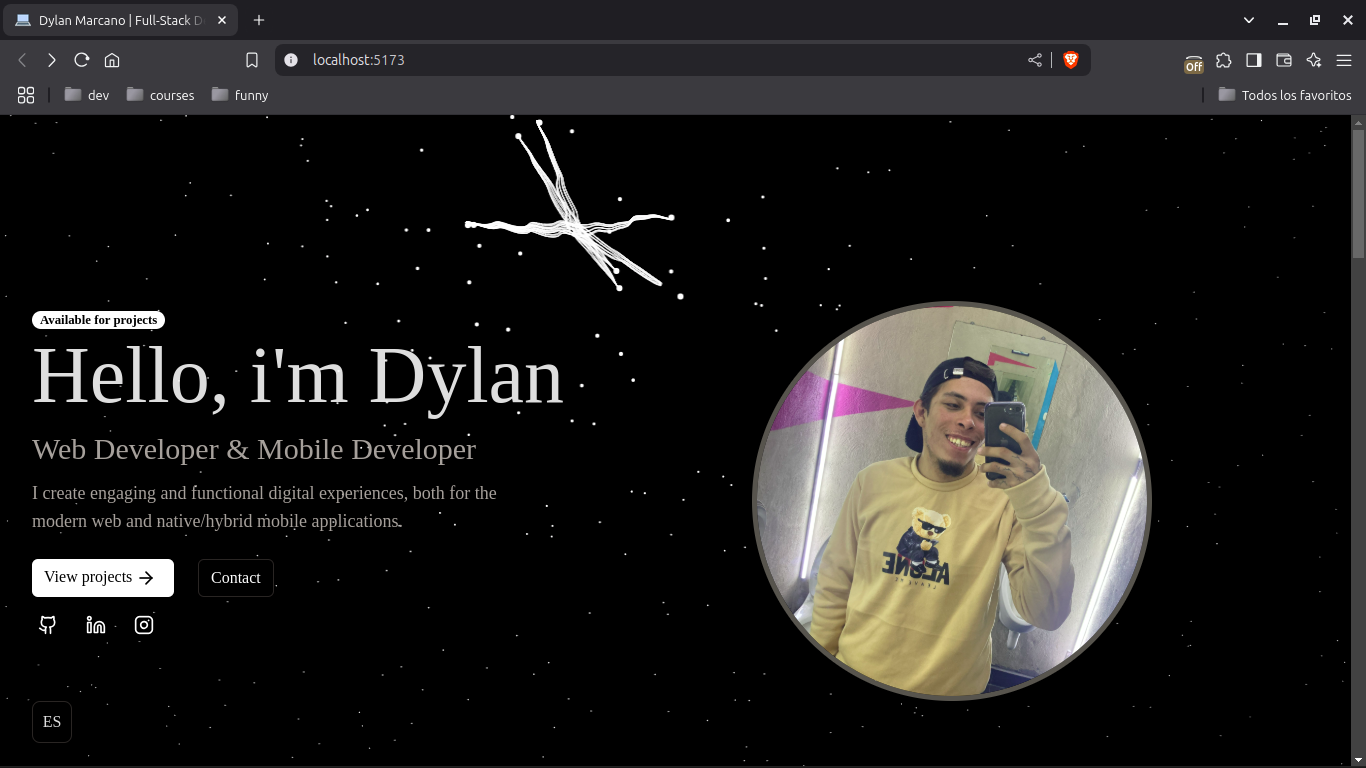 Dylan Marcano | Full-Stack D
localhost:5173
Off
dev
courses
funny
Todos los favoritos
Available for projects
Hello, i'm Dylan
Web Developer & Mobile Developer
I create engaging and functional digital experiences, both for the
modern web and native/hybrid mobile applications.
View projects →
Contact
ES
ALONE